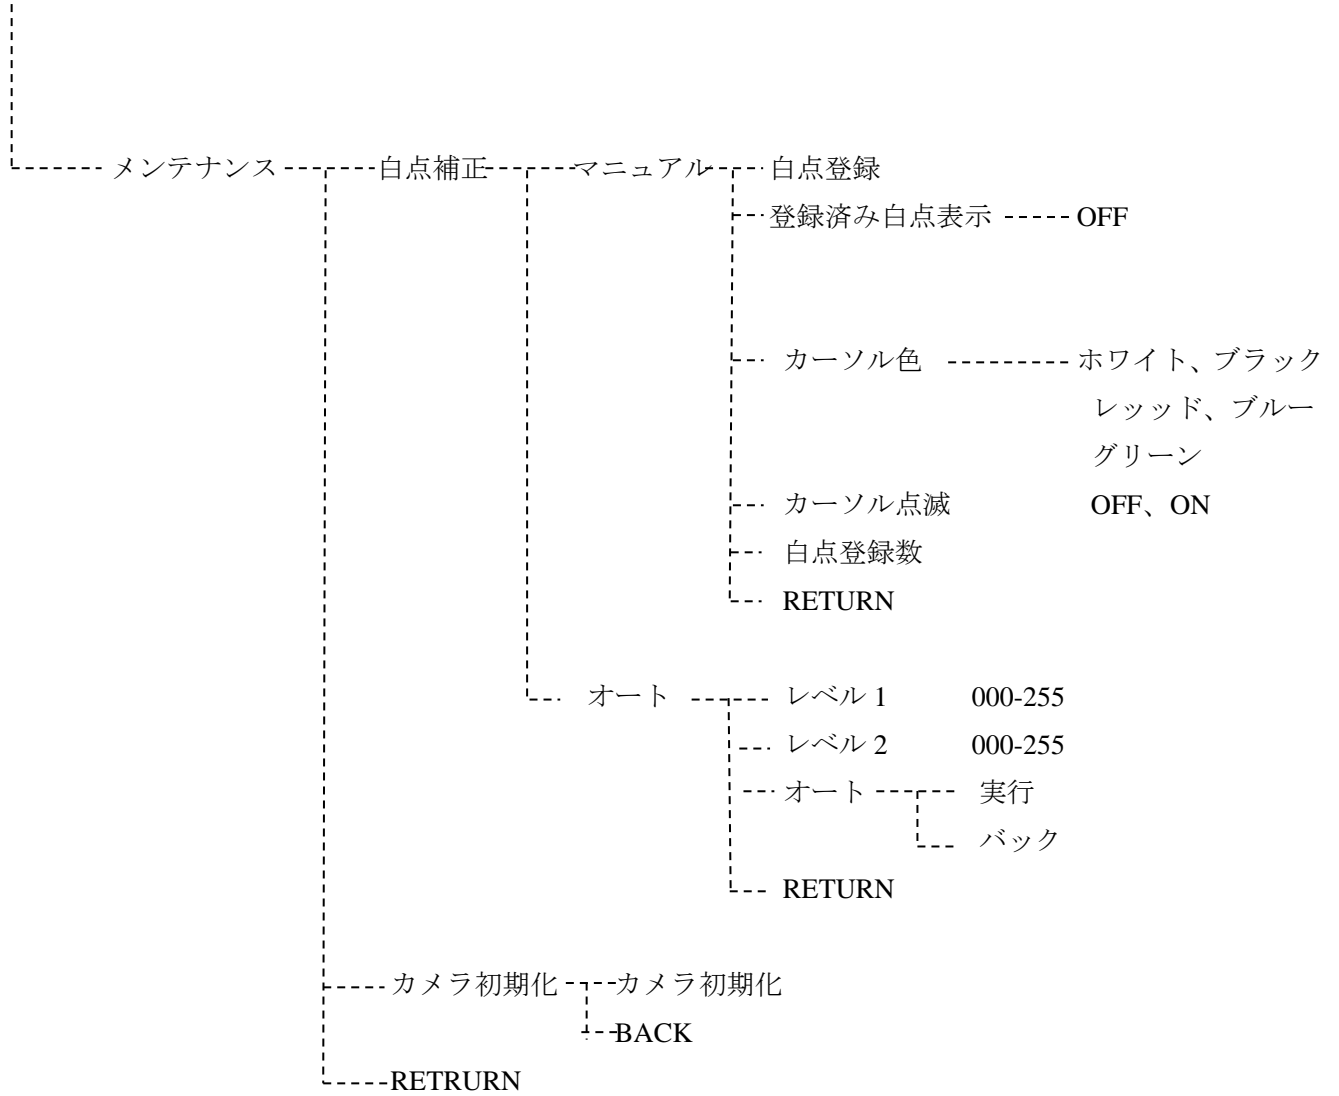 メンテナンス 白点補正 マニュアル 白点登録
登録済み白点表示 OFF
カーソル色 ホワイト、ブラック
レッッド、ブルー
グリーン
カーソル点滅 OFF、ON
白点登録数
RETURN
オート レベル 1 000-255
レベル 2 000-255
オート 実行
バック
RETURN
カメラ初期化 カメラ初期化
BACK
RETRURN